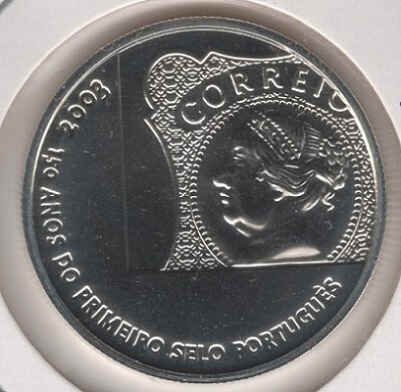 CORREIO
150 ANOS DO PRIMEIRO SELO PORTUGUÊS 2003